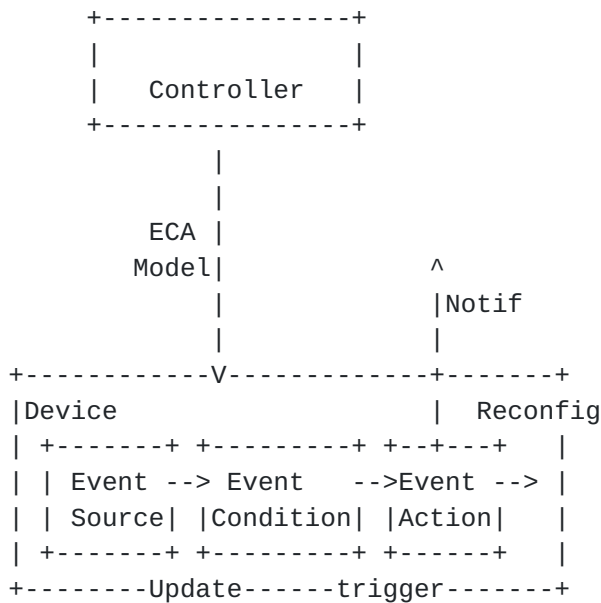 Controller
ECA
Model
Notif
Device Reconfig
Event --> Event -->Event -->
Source Condition Action
Update trigger